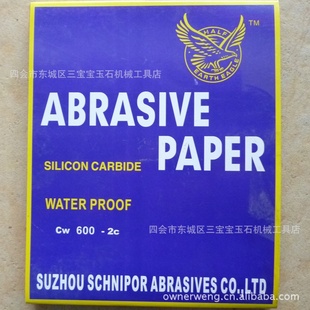 HALF
TM
EARTH EAGLE
四会市东城区三宝宝玉石机械工具店
ABRASIVE
PAPER
SILICON CARBIDE
四会市东城区三宝宝玉石机械工具店
WATER PROOF
Cw 600 - 2c
SUZHOU SCHNIPOR ABRASIVES CO.,LTD
ownerweng.cn.alibaba.com